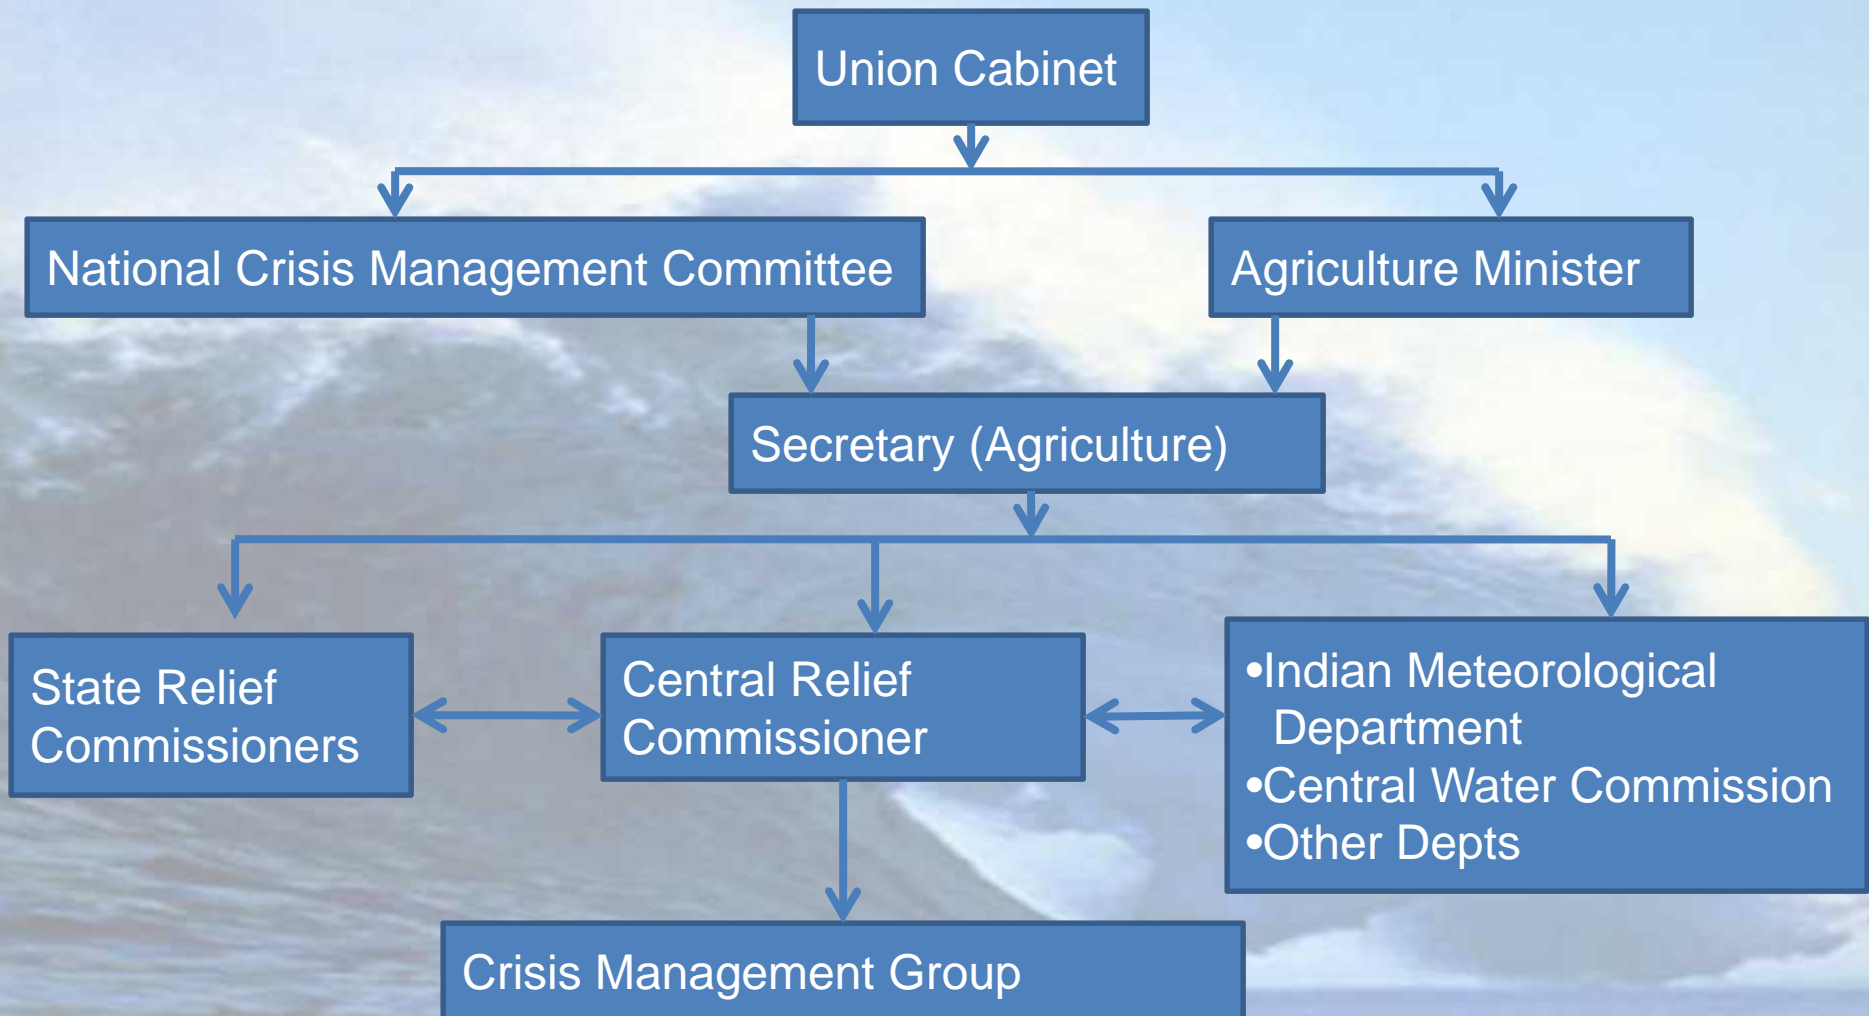 Union Cabinet
National Crisis Management Committee
Agriculture Minister
Secretary (Agriculture)
State Relief
Commissioners
Central Relief
Commissioner
•Indian Meteorological
Department
•Central Water Commission
•Other Depts
Crisis Management Group